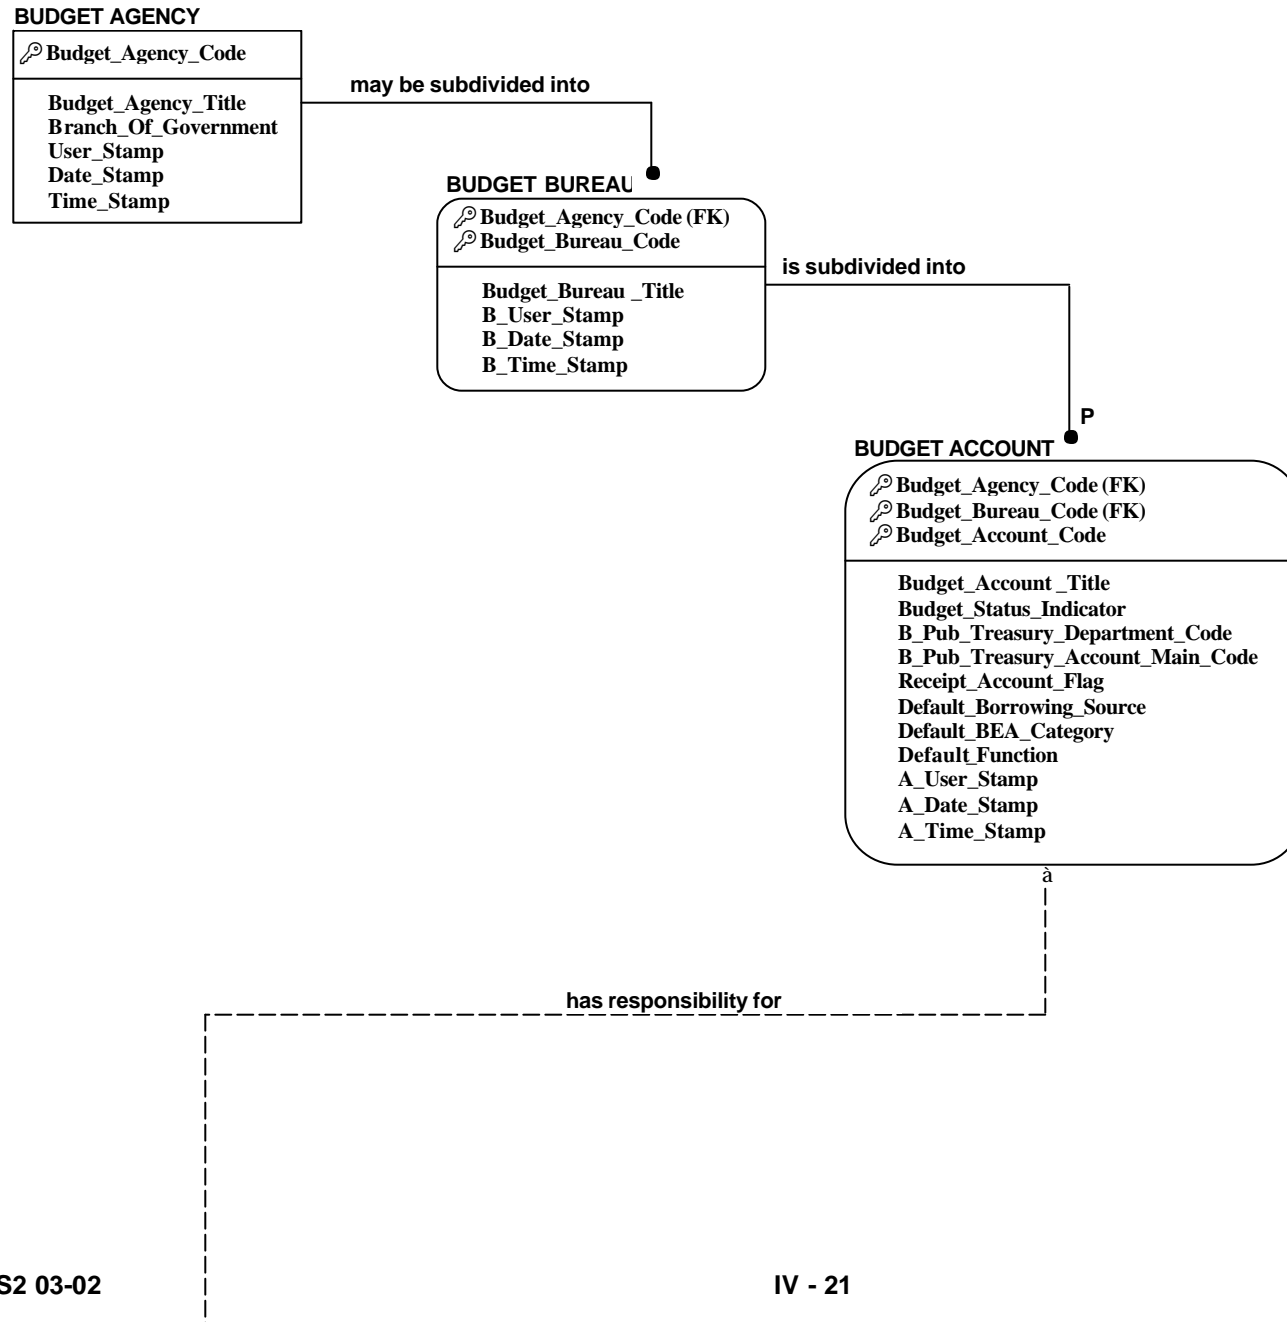 BUDGET AGENCY
Budget_Agency_Code
Budget_Agency_Title
Branch_Of_Government
User_Stamp
Date_Stamp
Time_Stamp
may be subdivided into
BUDGET BUREAU
Budget_Agency_Code (FK)
Budget_Bureau_Code
Budget_Bureau _Title
B_User_Stamp
B_Date_Stamp
B_Time_Stamp
is subdivided into
P
BUDGET ACCOUNT
Budget_Agency_Code (FK)
Budget_Bureau_Code (FK)
Budget_Account_Code
Budget_Account _Title
Budget_Status_Indicator
B_Pub_Treasury_Department_Code
B_Pub_Treasury_Account_Main_Code
Receipt_Account_Flag
Default_Borrowing_Source
Default_BEA_Category
Default_Function
A_User_Stamp
A_Date_Stamp
A_Time_Stamp
à
has responsibility for
S2 03-02
IV - 21